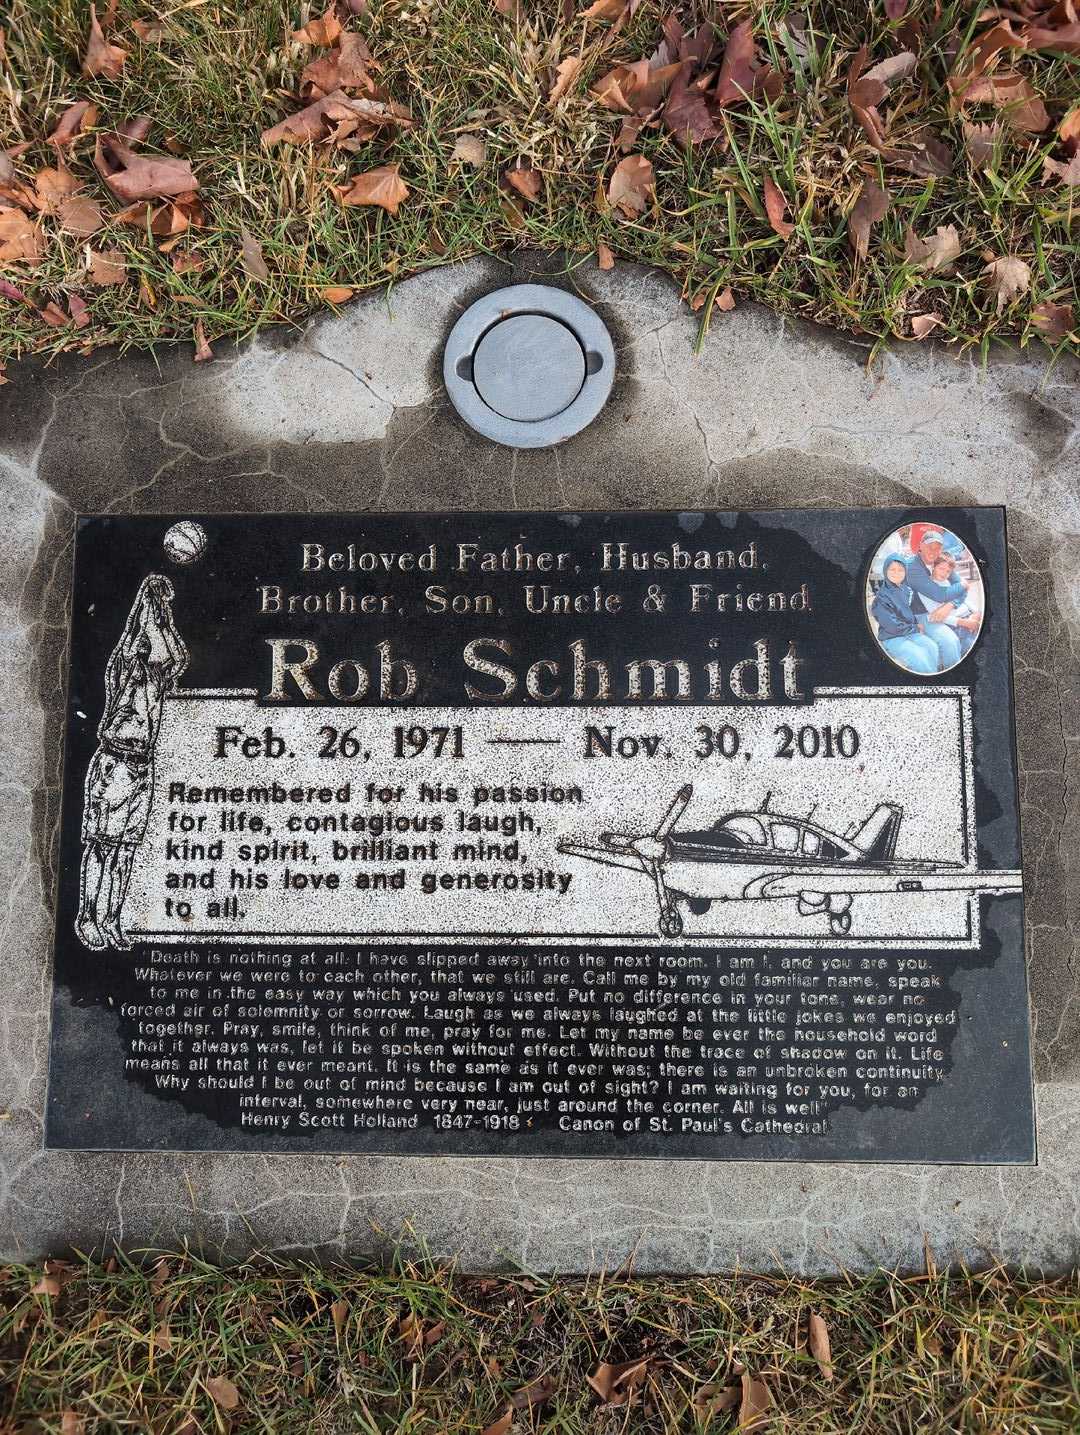 Beloved Father, Husband,
Brother, Son, Uncle & Friend
Rob Schmidt
Feb. 26, 1971 — Nov. 30, 2010
Remembered for his passion
for life, contagious laugh,
kind spirit, brilliant mind,
and his love and generosity
to all.
"Death is nothing at all. I have slipped away into the next room. I am I, and you are you.
Whatever we were to each other, that we still are. Call me by my old familiar name, speak
to me in the easy way which you always used. Put no difference in your tone, wear no
forced air of solemnity or sorrow. Laugh as we always laughed at the little jokes we enjoyed
together. Pray, smile, think of me, pray for me. Let my name be ever the household word
that it always was, let it be spoken without effect. Without the trace of shadow on it. Life
means all that it ever meant. It is the same as it ever was; there is an unbroken continuity.
Why should I be out of mind because I am out of sight? I am waiting for you, for an
interval, somewhere very near, just around the corner. All is well"
Henry Scott Holland 1847-1918 Canon of St. Paul's Cathedral